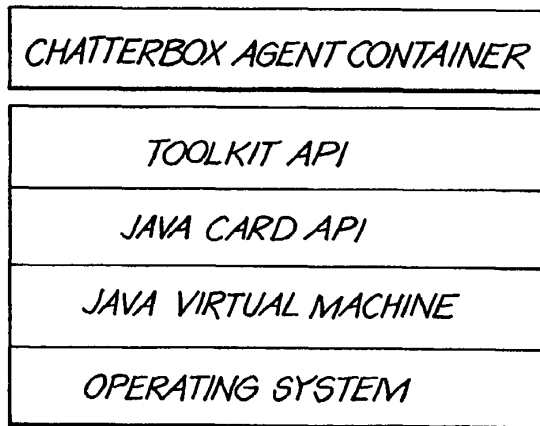 CHATTERBOX AGENT CONTAINER
TOOLKIT API
JAVA CARD API
JAVA VIRTUAL MACHINE
OPERATING SYSTEM